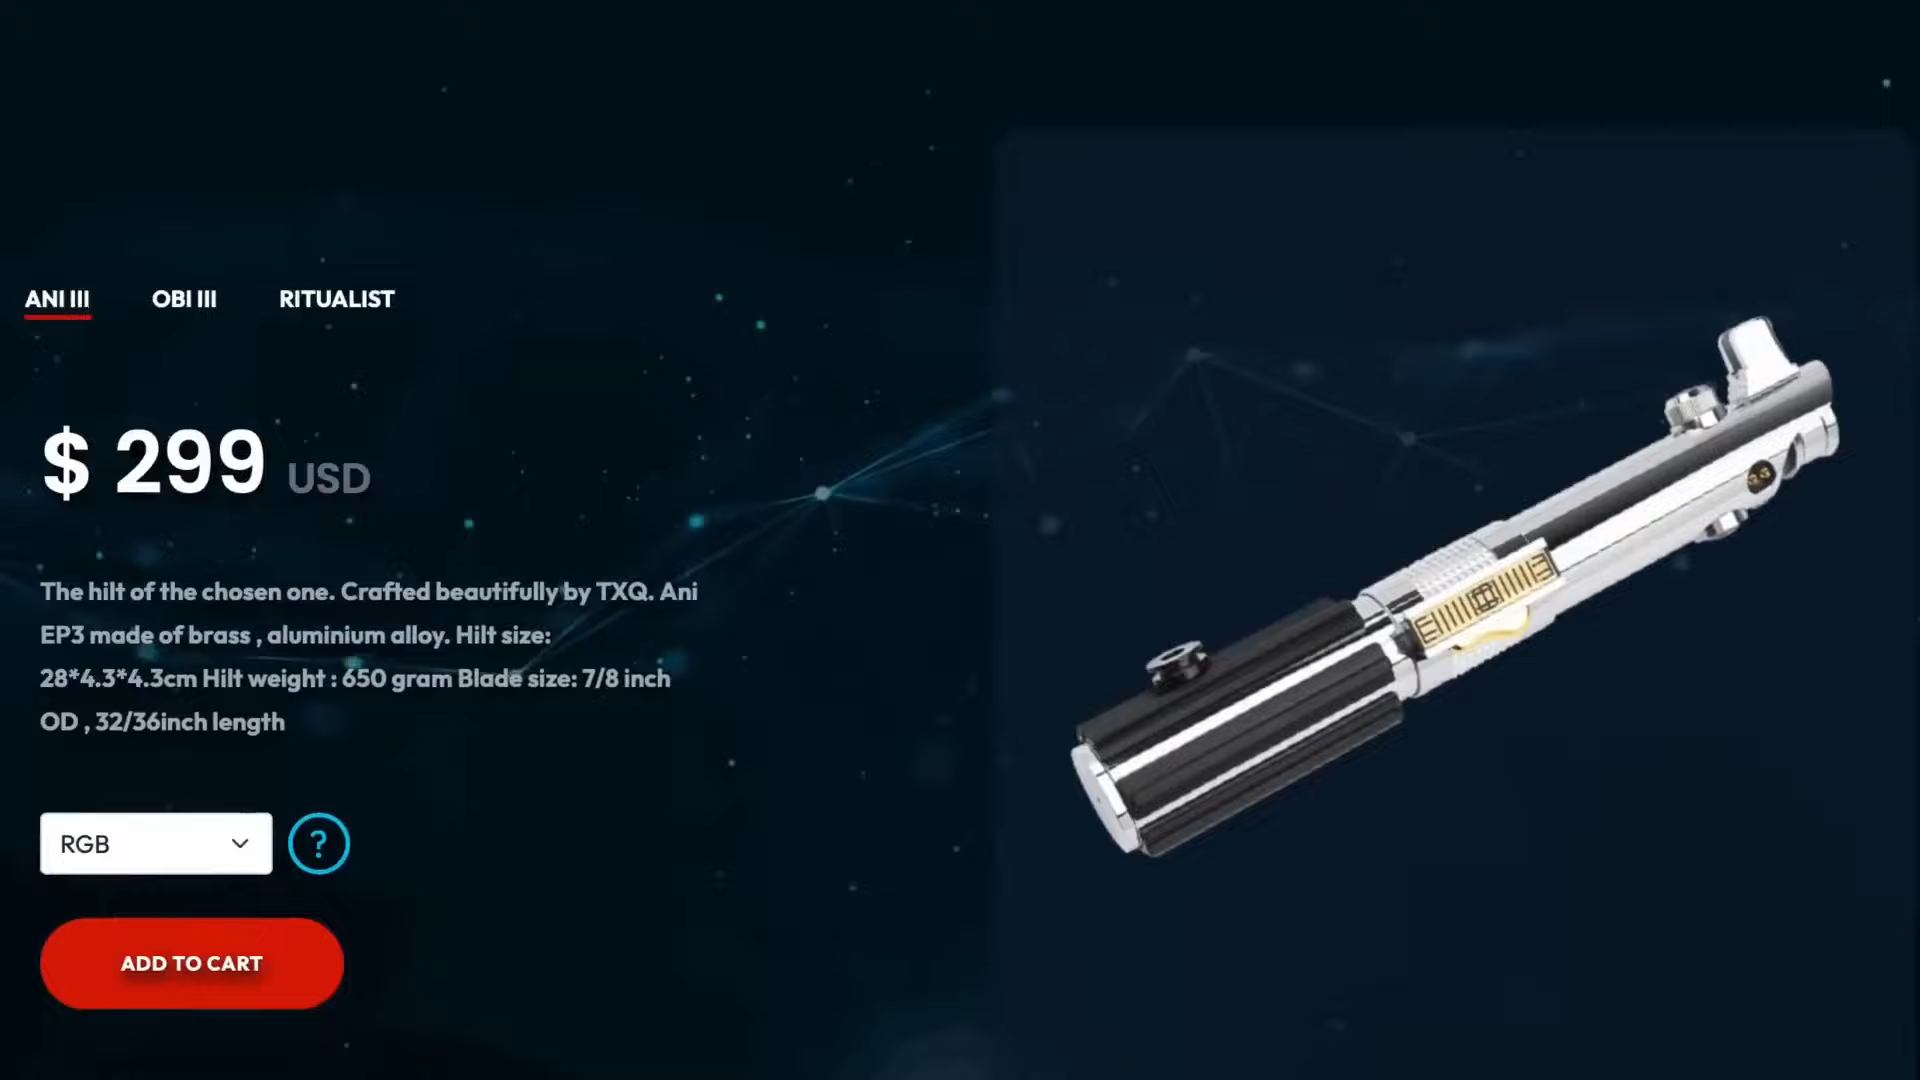 ANI III OBI III RITUALIST
$ 299 USD
The hilt of the chosen one. Crafted beautifully by TXQ. Ani
EP3 made of brass , aluminium alloy. Hilt size:
28*4.3*4.3cm Hilt weight : 650 gram Blade size: 7/8 inch
OD , 32/36inch length
RGB ?
ADD TO CART